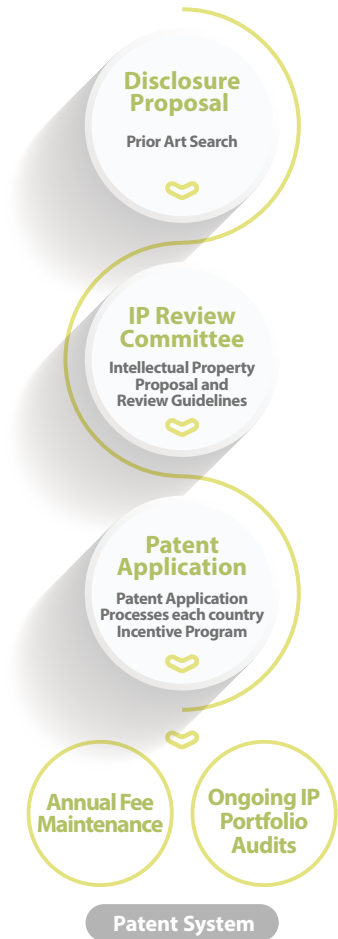 Disclosure
Proposal
Prior Art Search
IP Review
Committee
Intellectual Property
Proposal and
Review Guidelines
Patent
Application
Patent Application
Processes each country
Incentive Program
Annual Fee
Maintenance
Ongoing IP
Portfolio
Audits
Patent System